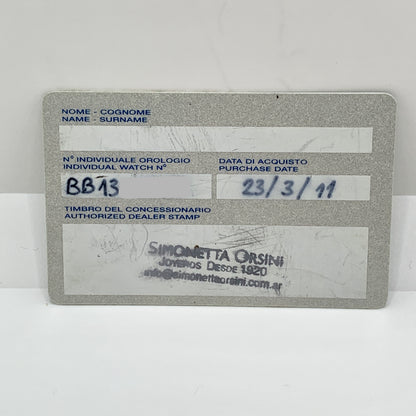 NOME - COGNOME
NAME - SURNAME
N° INDIVIDUALE OROLOGIO
INDIVIDUAL WATCH N°
DATA DI ACQUISTO
PURCHASE DATE
BB13
23/3/11
TIMBRO DEL CONCESSIONARIO
AUTHORIZED DEALER STAMP
SIMONETTA ORSINI
JOYEROS DESDE 1920
info@simonettaorsini.com.ar